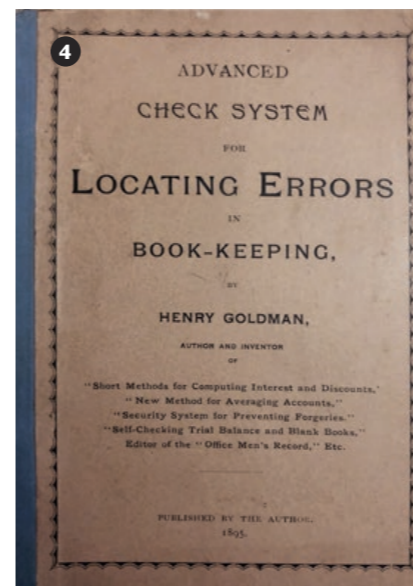 4
ADVANCED
CHECK SYSTEM
FOR
LOCATING ERRORS
IN
BOOK-KEEPING,
BY
HENRY GOLDMAN,
AUTHOR AND INVENTOR
OF
"Short Methods for Computing Interest and Discounts,"
"New Method for Averaging Accounts,"
"Security System for Preventing Forgeries."
"Self-Checking Trial Balance and Blank Books,"
Editor of the "Office Men's Record," Etc.
PUBLISHED BY THE AUTHOR.
1895.